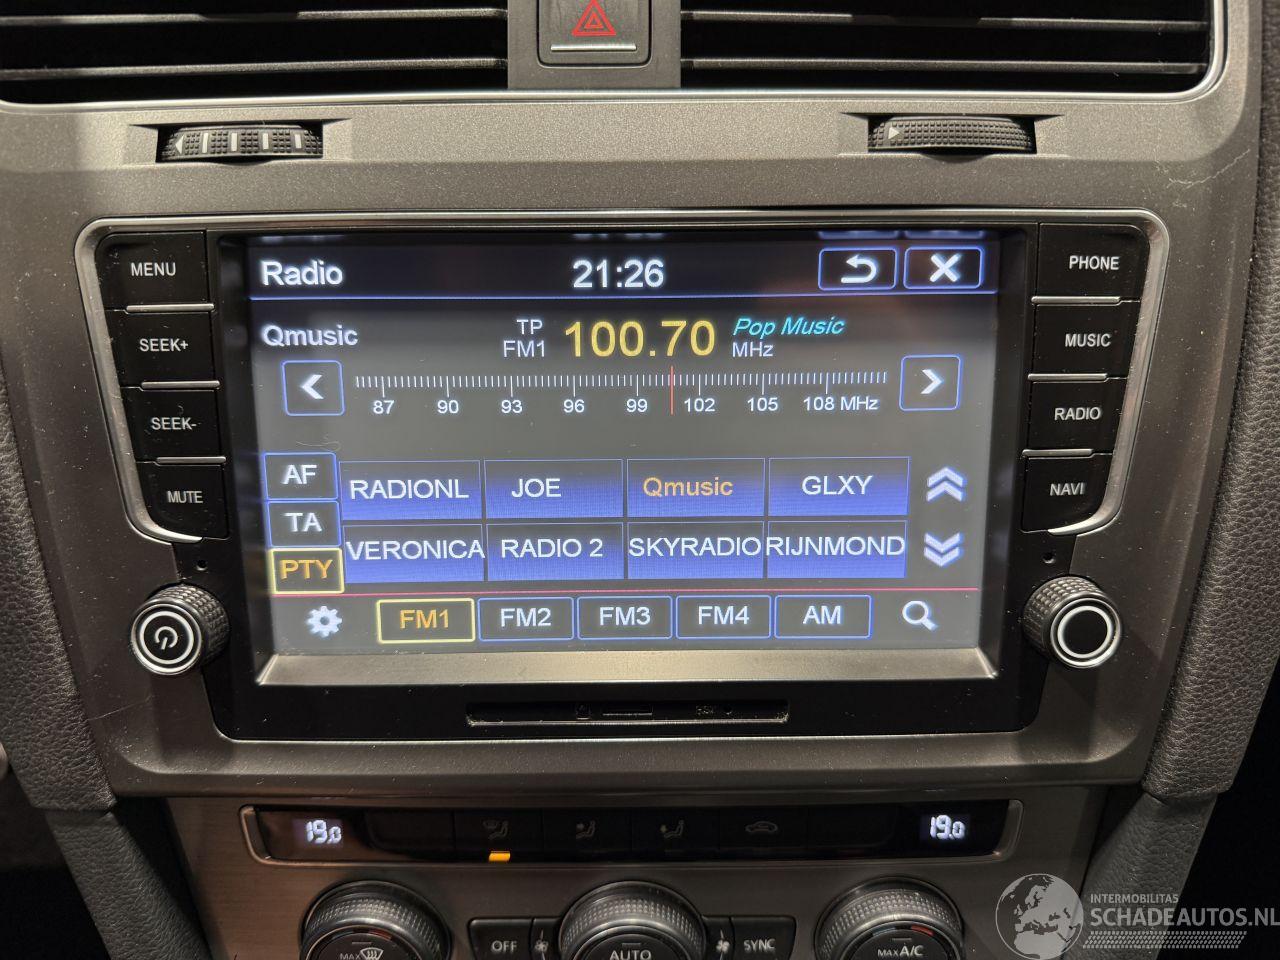 MENU
SEEK+
SEEK-
MUTE
Radio 21:26
Qmusic TP FM1 100.70 MHz Pop Music
87 90 93 96 99 102 105 108 MHz
AF RADIONL JOE Qmusic GLXY
TA
PTY VERONICA RADIO 2 SKYRADIO RIJNMOND
FM1 FM2 FM3 FM4 AM
PHONE
MUSIC
RADIO
NAVI
19.0 19.0
OFF AUTO SYNC
MAX MAX A/C
INTERMOBILITAS
SCHADEAUTOS.NL